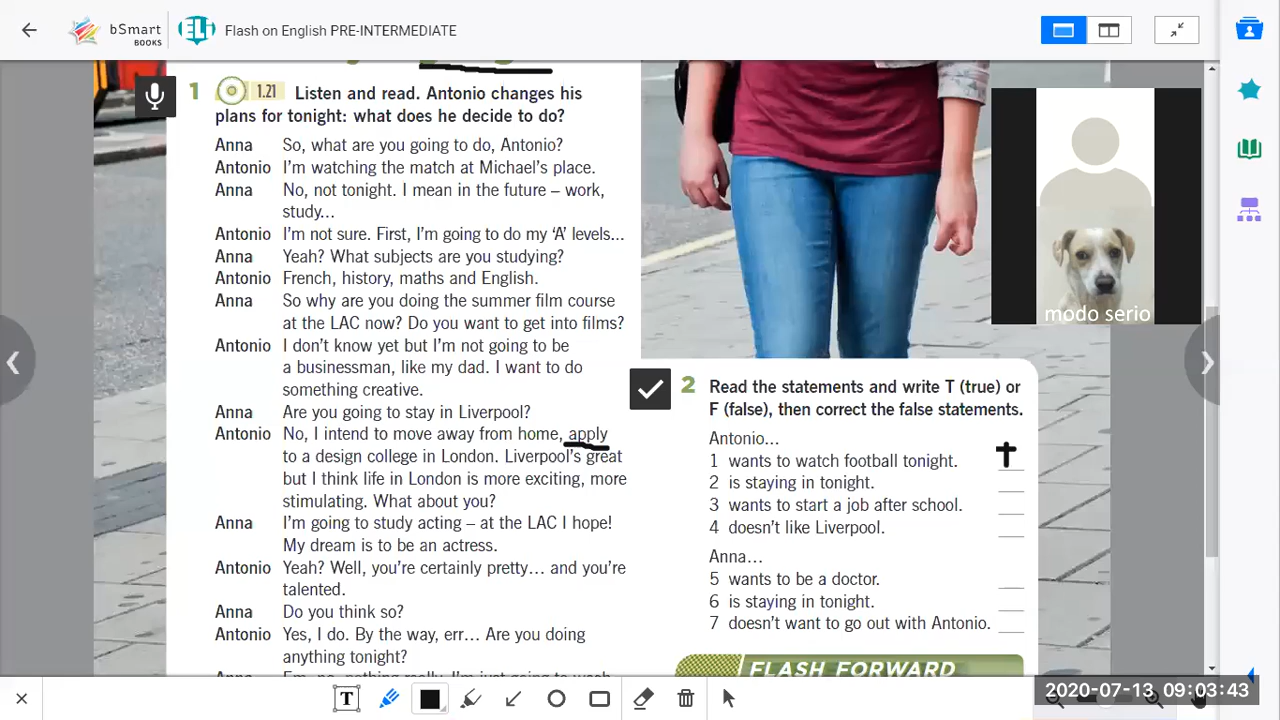 bSmart
BOOKS
ELi
Flash on English PRE-INTERMEDIATE
1 1.21 Listen and read. Antonio changes his
plans for tonight: what does he decide to do?
Anna So, what are you going to do, Antonio?
Antonio I'm watching the match at Michael's place.
Anna No, not tonight. I mean in the future – work,
study...
Antonio I'm not sure. First, I'm going to do my ‘A’ levels...
Anna Yeah? What subjects are you studying?
Antonio French, history, maths and English.
Anna So why are you doing the summer film course
at the LAC now? Do you want to get into films?
Antonio I don't know yet but I'm not going to be
a businessman, like my dad. I want to do
something creative.
Anna Are you going to stay in Liverpool?
Antonio No, I intend to move away from home, apply
to a design college in London. Liverpool's great
but I think life in London is more exciting, more
stimulating. What about you?
Anna I'm going to study acting – at the LAC I hope!
My dream is to be an actress.
Antonio Yeah? Well, you're certainly pretty... and you're
talented.
Anna Do you think so?
Antonio Yes, I do. By the way, err... Are you doing
anything tonight?
Anna Em, no, nothing really. I'm just going to wash
modo serio
2 Read the statements and write T (true) or
F (false), then correct the false statements.
Antonio...
1 wants to watch football tonight. T
2 is staying in tonight.
3 wants to start a job after school.
4 doesn't like Liverpool.
Anna...
5 wants to be a doctor.
6 is staying in tonight.
7 doesn't want to go out with Antonio.
FLASH FORWARD
T
2020-07-13 09:03:43